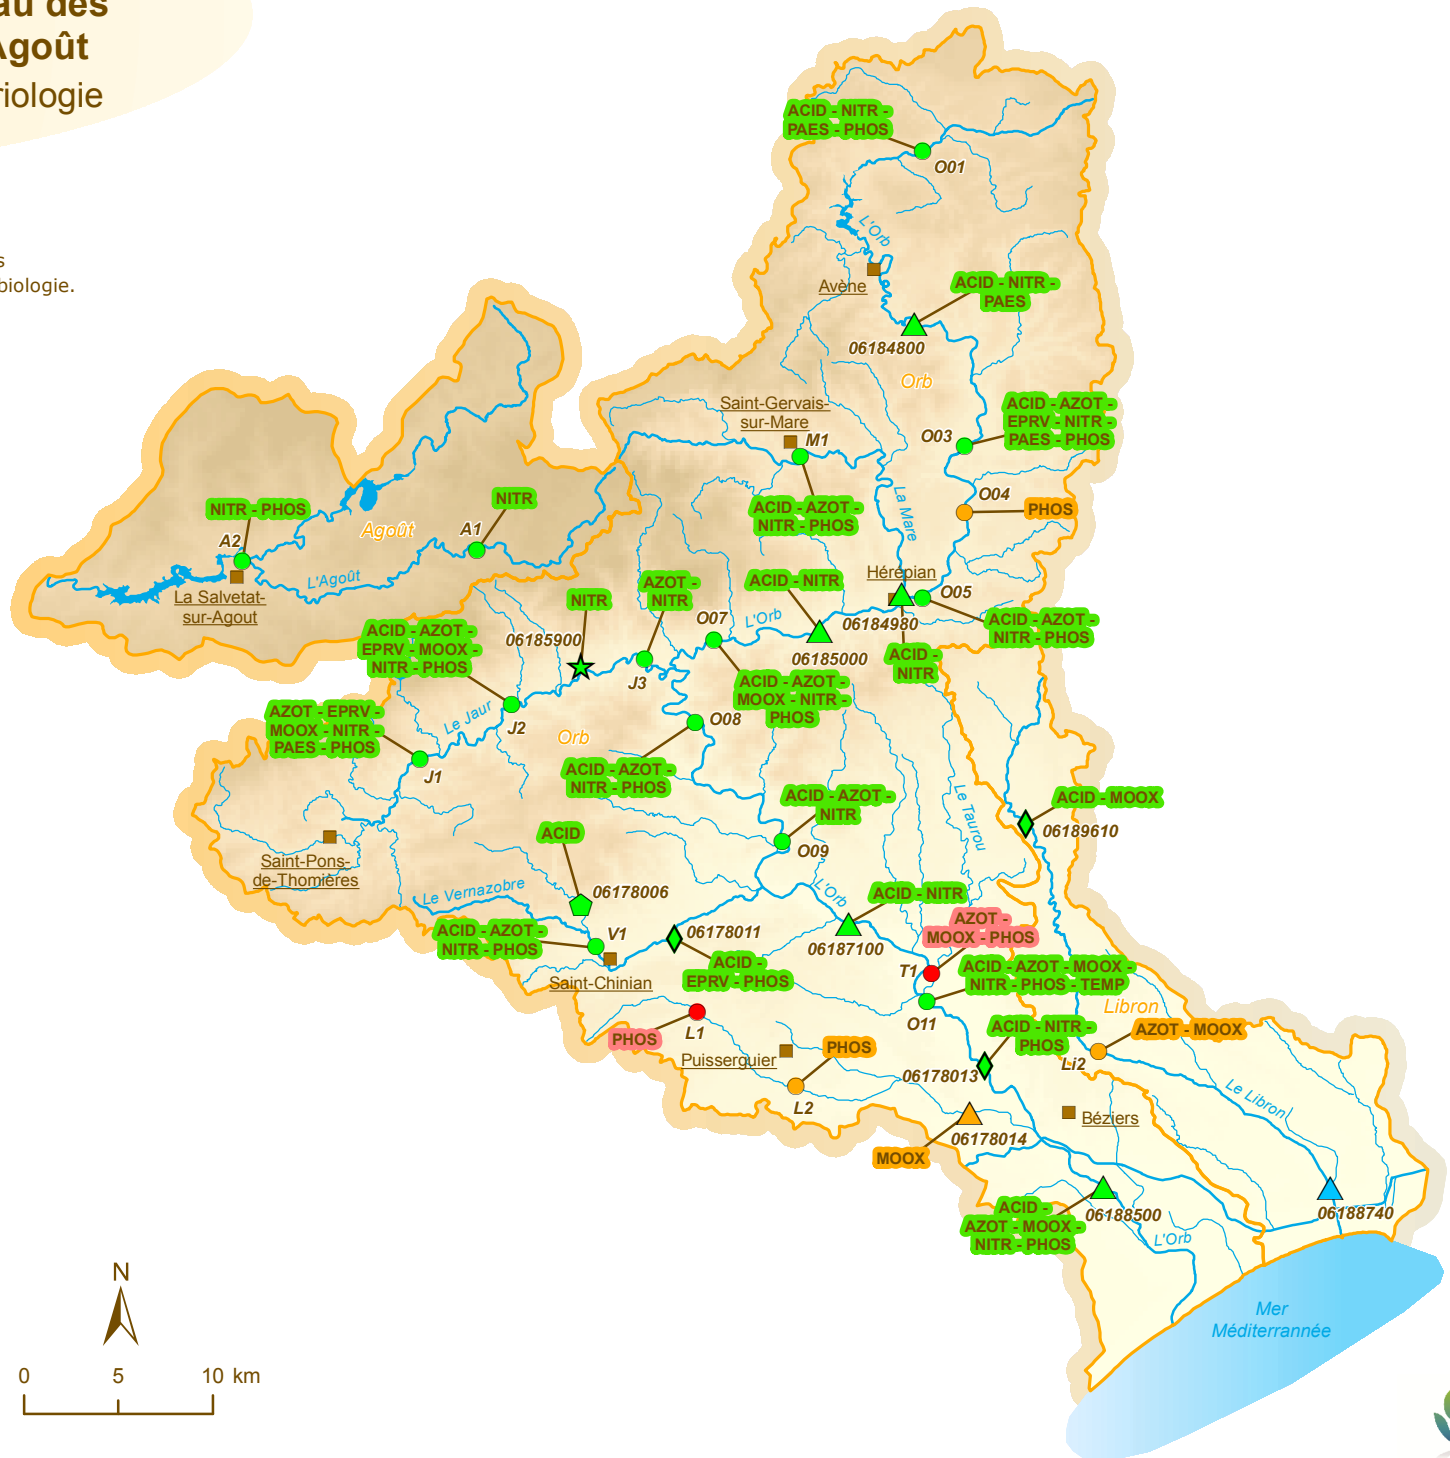 au des
Agoût
riologie
s
biologie.
ACID - NITR -
PAES - PHOS
O01
L'Orb
Avène
ACID - NITR -
PAES
06184800
Orb
Saint-Gervais-
sur-Mare
M1
O03
ACID - AZOT -
EPRV - NITR -
PAES - PHOS
O04
PHOS
NITR
NITR - PHOS
A2
Agoût
A1
ACID - AZOT -
NITR - PHOS
La Mare
L'Agoût
La Salvetat-
sur-Agout
Hérépian
O05
ACID - NITR
AZOT -
NITR
NITR
06184980
ACID - AZOT -
NITR - PHOS
ACID - AZOT -
EPRV - MOOX -
NITR - PHOS
06185900
O07
L'Orb
06185000
ACID -
NITR
J3
ACID - AZOT -
MOOX - NITR -
PHOS
J2
Le Jaur
O08
Orb
AZOT - EPRV -
MOOX - NITR -
PAES - PHOS
J1
ACID - AZOT -
NITR - PHOS
ACID - AZOT -
NITR
Le Taurou
ACID - MOOX
06189610
ACID
O09
Saint-Pons-
de-Thomières
Le Vernazobre
06178006
L'Orb
ACID - NITR
AZOT -
MOOX - PHOS
ACID - AZOT -
NITR - PHOS
V1
06178011
06187100
T1
ACID - AZOT - MOOX -
NITR - PHOS - TEMP
Saint-Chinian
ACID -
EPRV - PHOS
O11
Libron
PHOS
L1
Puisserguier
PHOS
L2
ACID - NITR -
PHOS
AZOT - MOOX
Li2
06178013
Le Libron
Béziers
06178014
MOOX
ACID -
AZOT - MOOX -
NITR - PHOS
06188500
06188740
L'Orb
Mer
Méditerrannée
N
0 5 10 km